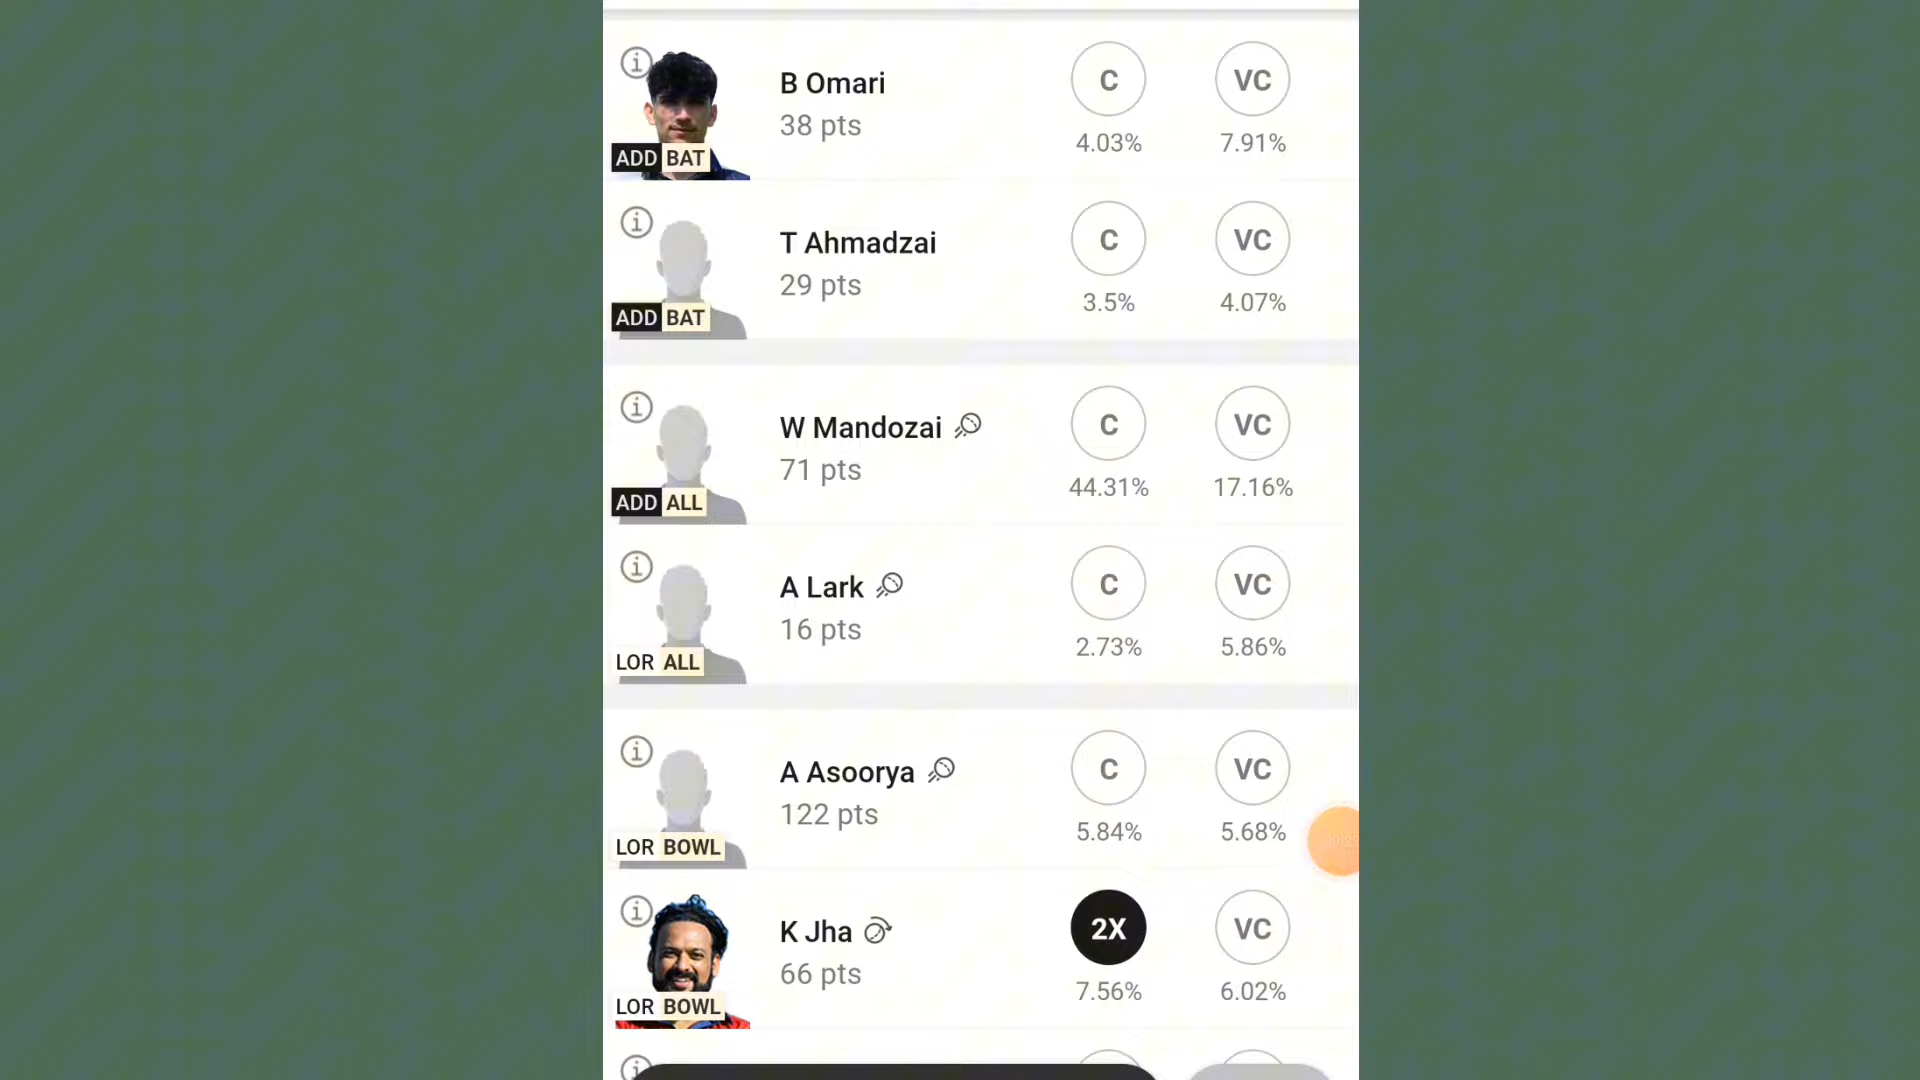 B Omari
38 pts
C
VC
4.03%
7.91%
ADD BAT
T Ahmadzai
29 pts
C
VC
3.5%
4.07%
ADD BAT
W Mandozai
71 pts
C
VC
44.31%
17.16%
ADD ALL
A Lark
16 pts
C
VC
2.73%
5.86%
LOR ALL
A Asoorya
122 pts
C
VC
5.84%
5.68%
LOR BOWL
K Jha
66 pts
2X
VC
7.56%
6.02%
LOR BOWL